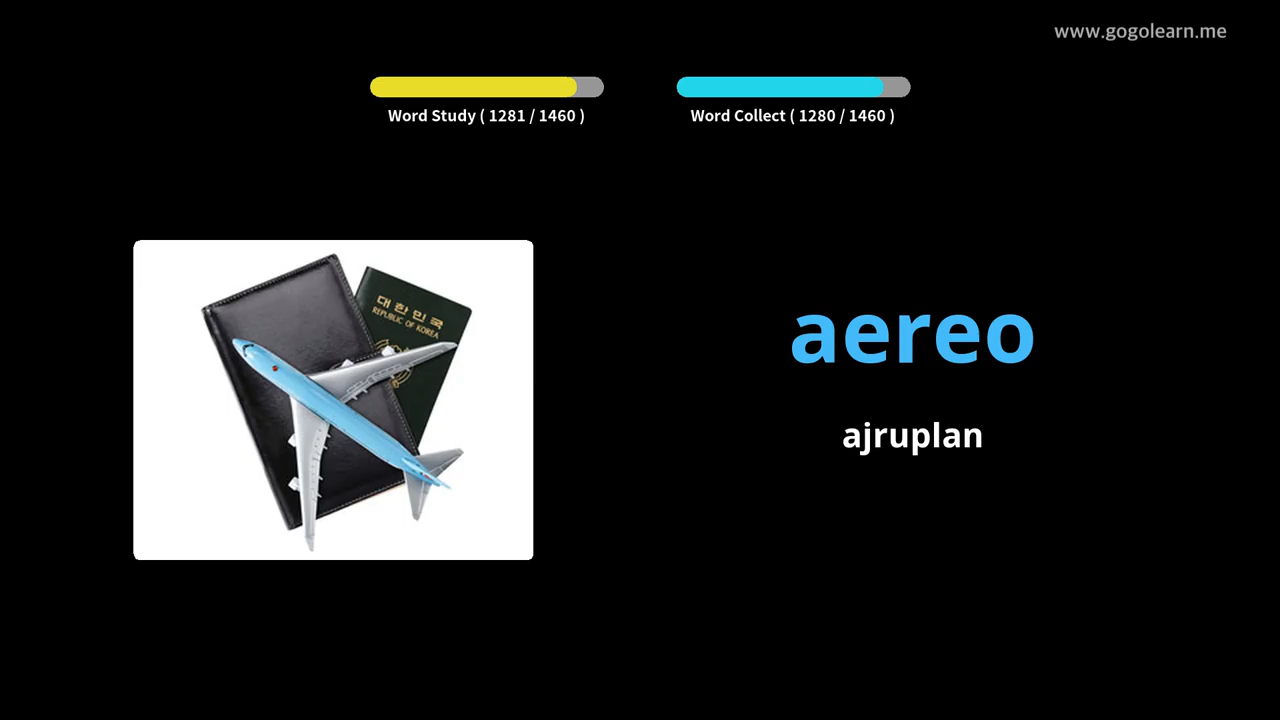 www.gogolearn.me
Word Study ( 1281 / 1460 )
Word Collect ( 1280 / 1460 )
대한민국
REPUBLIC OF KOREA
aereo
ajruplan